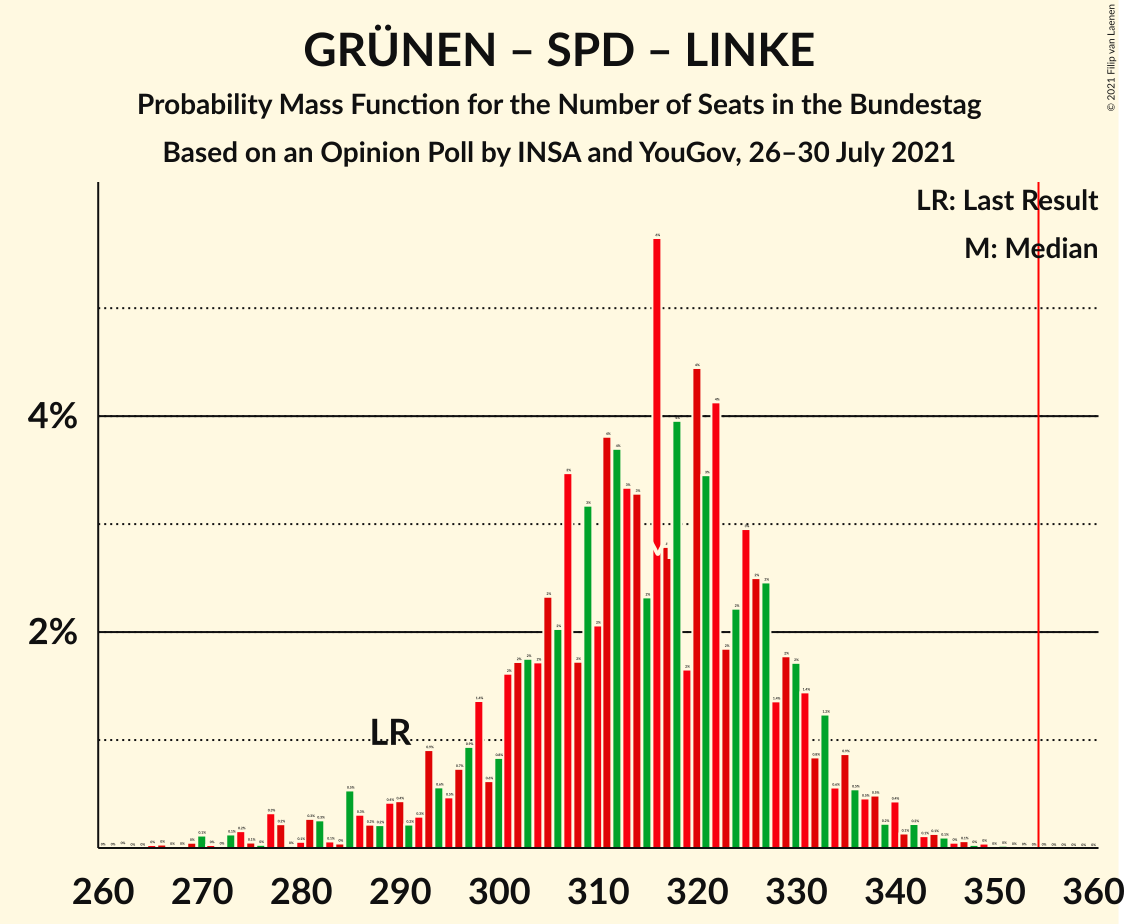 GRÜNEN – SPD – LINKE
Probability Mass Function for the Number of Seats in the Bundestag
Based on an Opinion Poll by INSA and YouGov, 26–30 July 2021
© 2021 Filip van Laenen
LR: Last Result
M: Median
4%
2%
LR
M
260 270 280 290 300 310 320 330 340 350 360